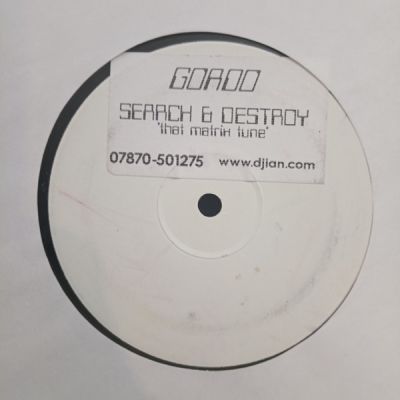 GORDO
SEARCH & DESTROY
'that matrix tune'
07870-501275 www.djian.com